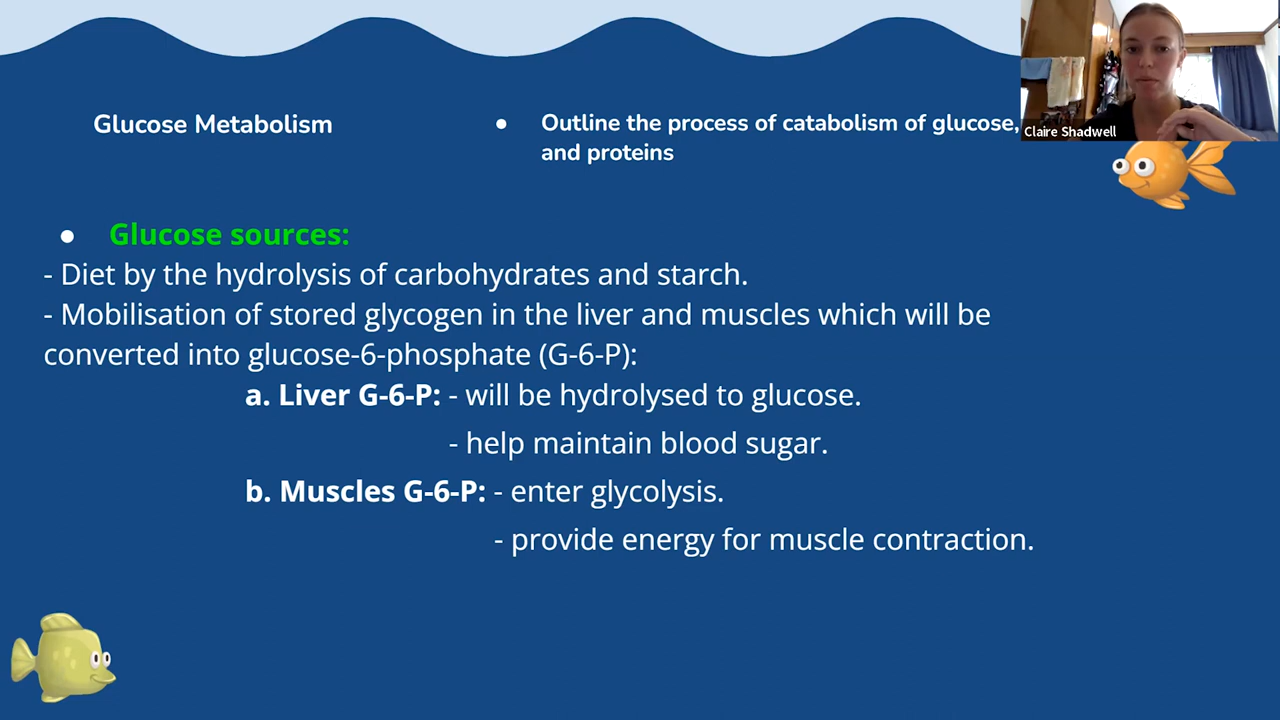 Glucose Metabolism
● Outline the process of catabolism of glucose,
and proteins
Claire Shadwell
● Glucose sources:
- Diet by the hydrolysis of carbohydrates and starch.
- Mobilisation of stored glycogen in the liver and muscles which will be
converted into glucose-6-phosphate (G-6-P):
a. Liver G-6-P: - will be hydrolysed to glucose.
- help maintain blood sugar.
b. Muscles G-6-P: - enter glycolysis.
- provide energy for muscle contraction.